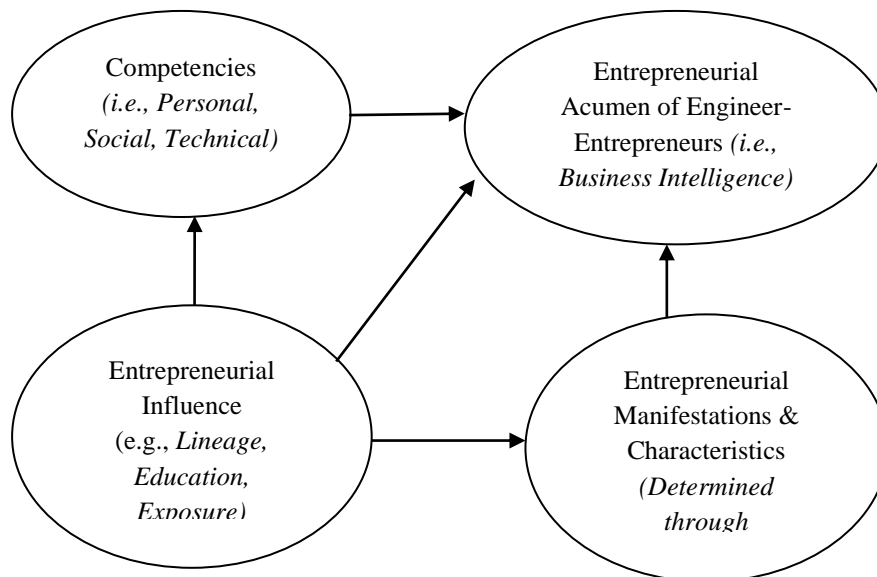 Competencies
(i.e., Personal,
Social, Technical)
Entrepreneurial
Acumen of Engineer-
Entrepreneurs (i.e.,
Business Intelligence)
Entrepreneurial
Influence
(e.g., Lineage,
Education,
Exposure)
Entrepreneurial
Manifestations &
Characteristics
(Determined
through